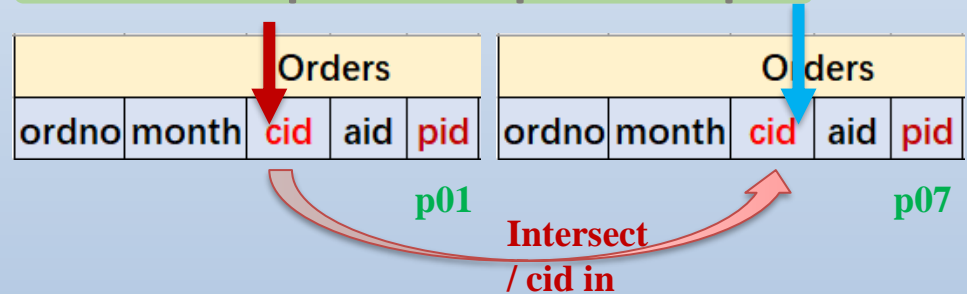 Orders Orders
ordno month cid aid pid ordno month cid aid pid
p01 p07
Intersect
/ cid in